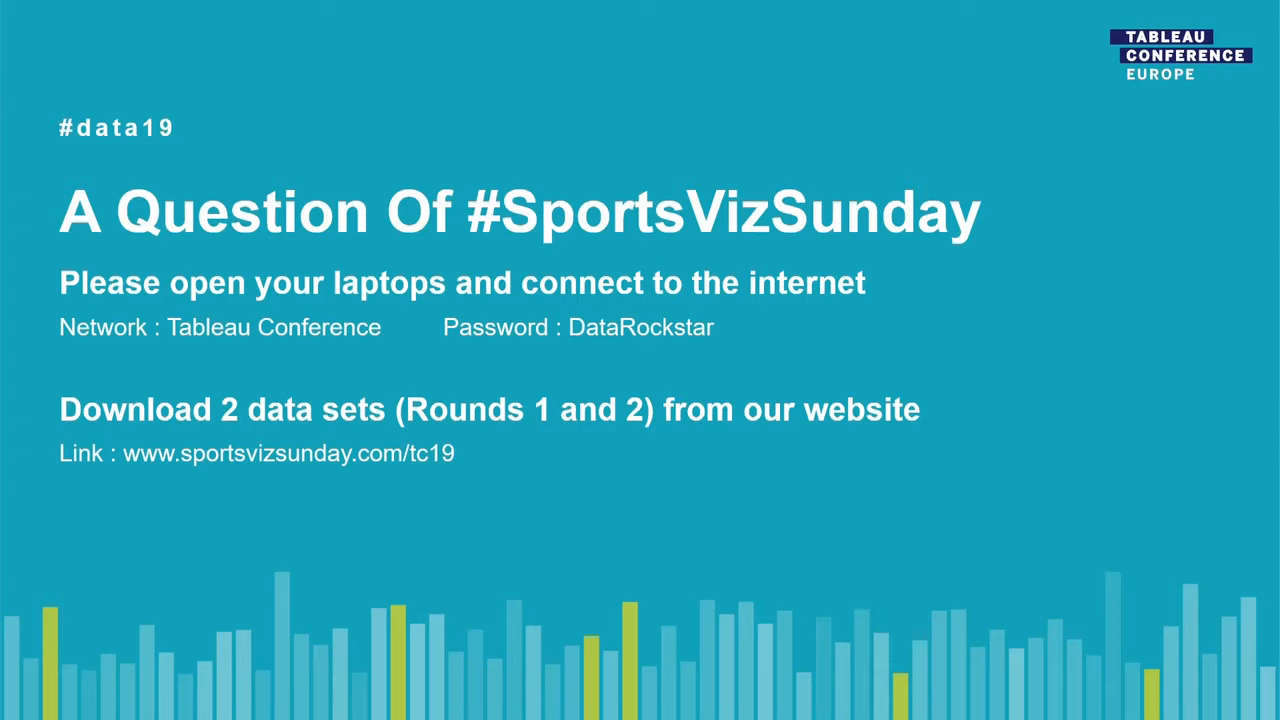 TABLEAU
CONFERENCE
EUROPE
#data19
A Question Of #SportsVizSunday
Please open your laptops and connect to the internet
Network : Tableau Conference Password : DataRockstar
Download 2 data sets (Rounds 1 and 2) from our website
Link : www.sportsvizsunday.com/tc19